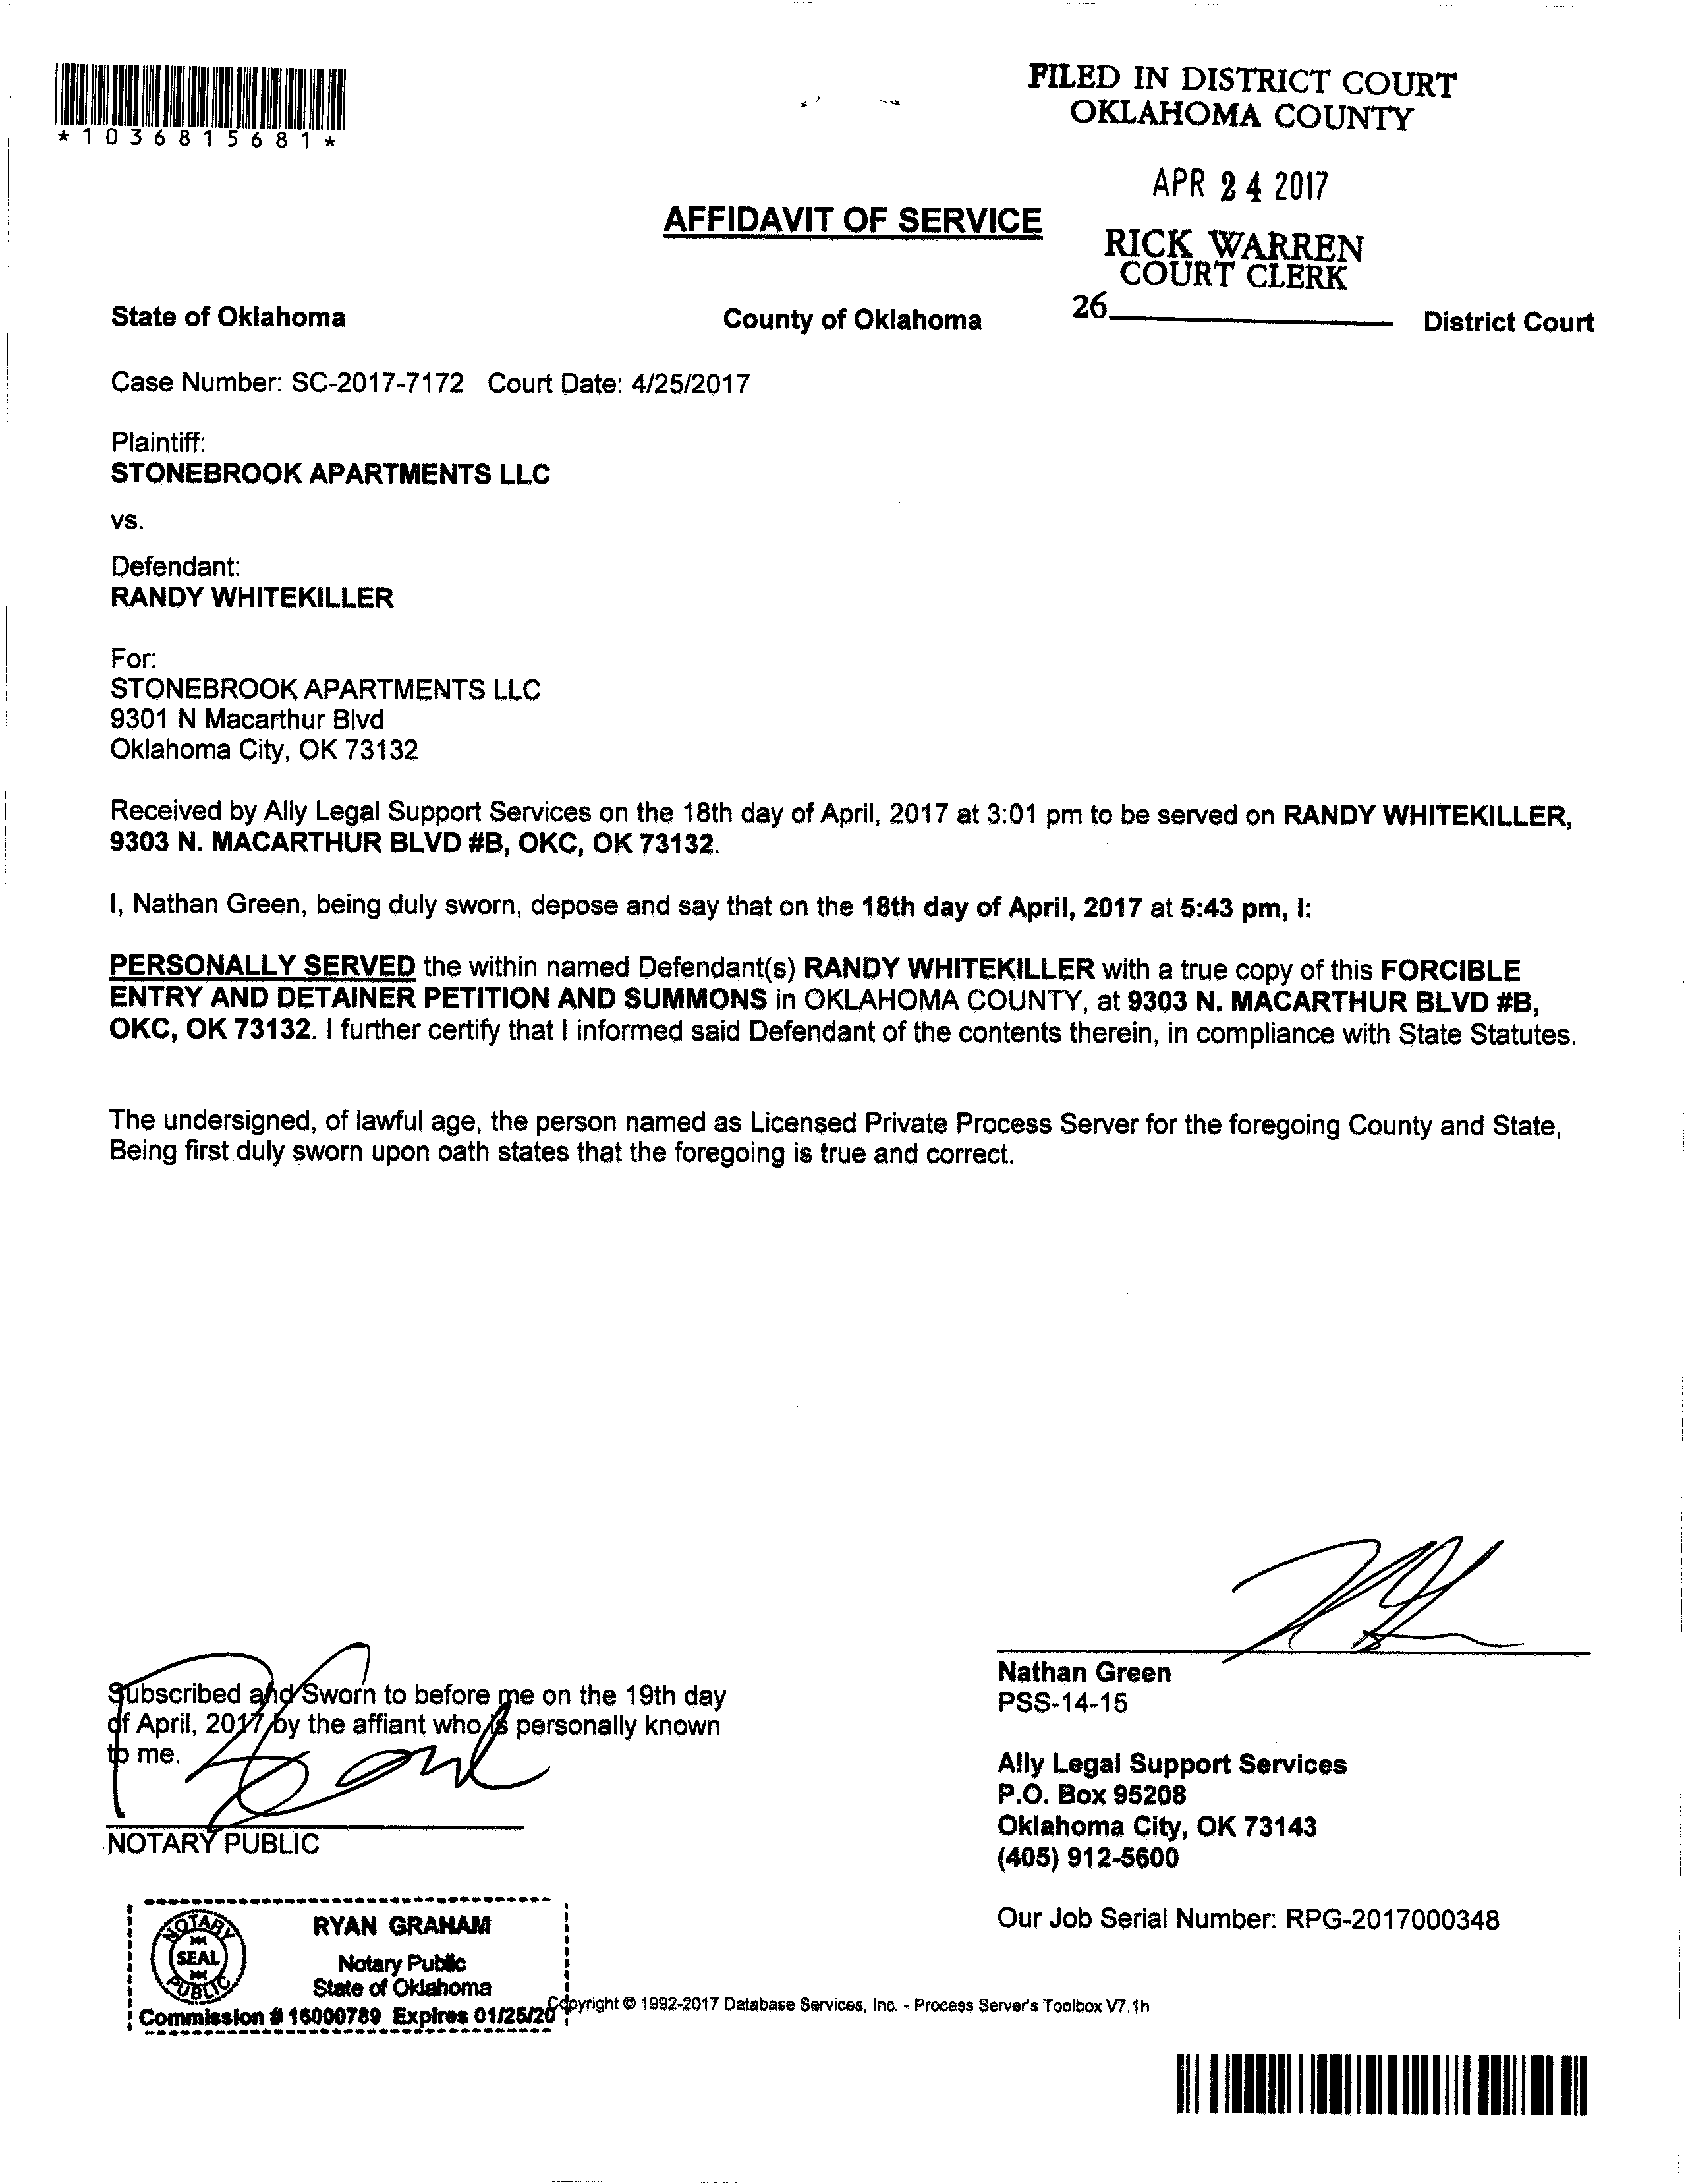 *1036815681*
FILED IN DISTRICT COURT
OKLAHOMA COUNTY
APR 24 2017
RICK WARREN
COURT CLERK
26
AFFIDAVIT OF SERVICE
State of Oklahoma County of Oklahoma District Court
Case Number: SC-2017-7172 Court Date: 4/25/2017
Plaintiff:
STONEBROOK APARTMENTS LLC
vs.
Defendant:
RANDY WHITEKILLER
For:
STONEBROOK APARTMENTS LLC
9301 N Macarthur Blvd
Oklahoma City, OK 73132
Received by Ally Legal Support Services on the 18th day of April, 2017 at 3:01 pm to be served on RANDY WHITEKILLER,
9303 N. MACARTHUR BLVD #B, OKC, OK 73132.
I, Nathan Green, being duly sworn, depose and say that on the 18th day of April, 2017 at 5:43 pm, I:
PERSONALLY SERVED the within named Defendant(s) RANDY WHITEKILLER with a true copy of this FORCIBLE
ENTRY AND DETAINER PETITION AND SUMMONS in OKLAHOMA COUNTY, at 9303 N. MACARTHUR BLVD #B,
OKC, OK 73132. I further certify that I informed said Defendant of the contents therein, in compliance with State Statutes.
The undersigned, of lawful age, the person named as Licensed Private Process Server for the foregoing County and State,
Being first duly sworn upon oath states that the foregoing is true and correct.
Subscribed and Sworn to before me on the 19th day
of April, 2017 by the affiant who is personally known
to me.
NOTARY PUBLIC
NOTARY
SEAL
PUBLIC
RYAN GRAHAM
Notary Public
State of Oklahoma
Commission # 16000789 Expires 01/25/20
Nathan Green
PSS-14-15
Ally Legal Support Services
P.O. Box 95208
Oklahoma City, OK 73143
(405) 912-5600
Our Job Serial Number: RPG-2017000348
Copyright © 1992-2017 Database Services, Inc. - Process Server's Toolbox V7.1h